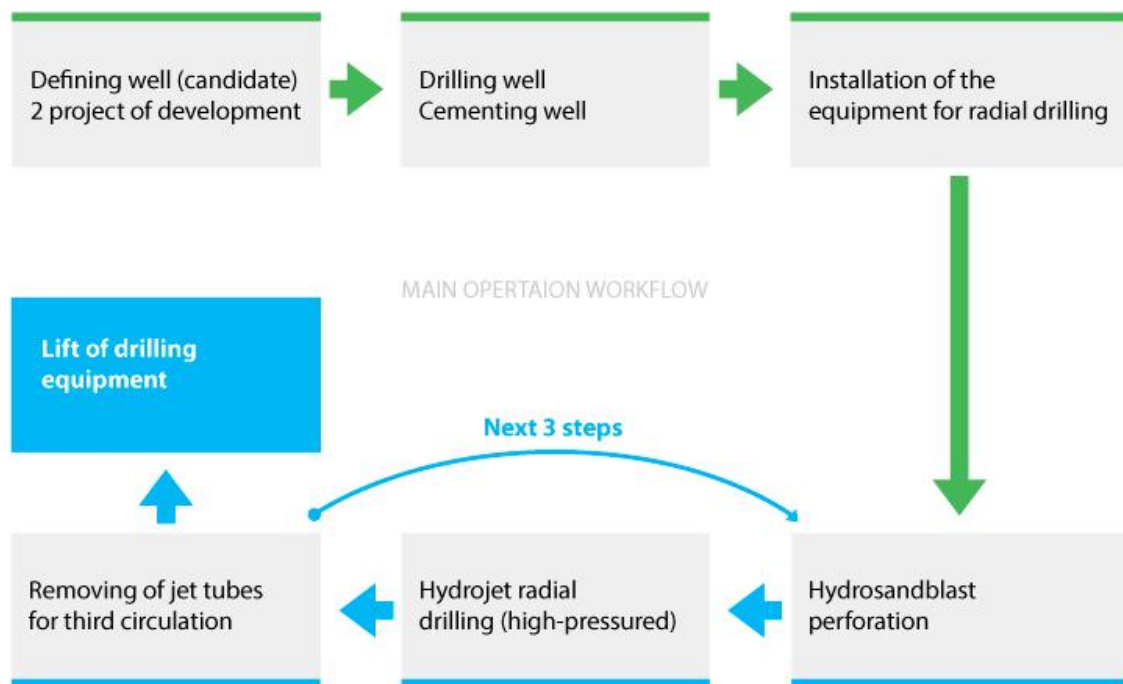 Defining well (candidate)
2 project of development
Drilling well
Cementing well
Installation of the
equipment for radial drilling
MAIN OPERTAION WORKFLOW
Lift of drilling
equipment
Next 3 steps
Removing of jet tubes
for third circulation
Hydrojet radial
drilling (high-pressured)
Hydrosandblast
perforation